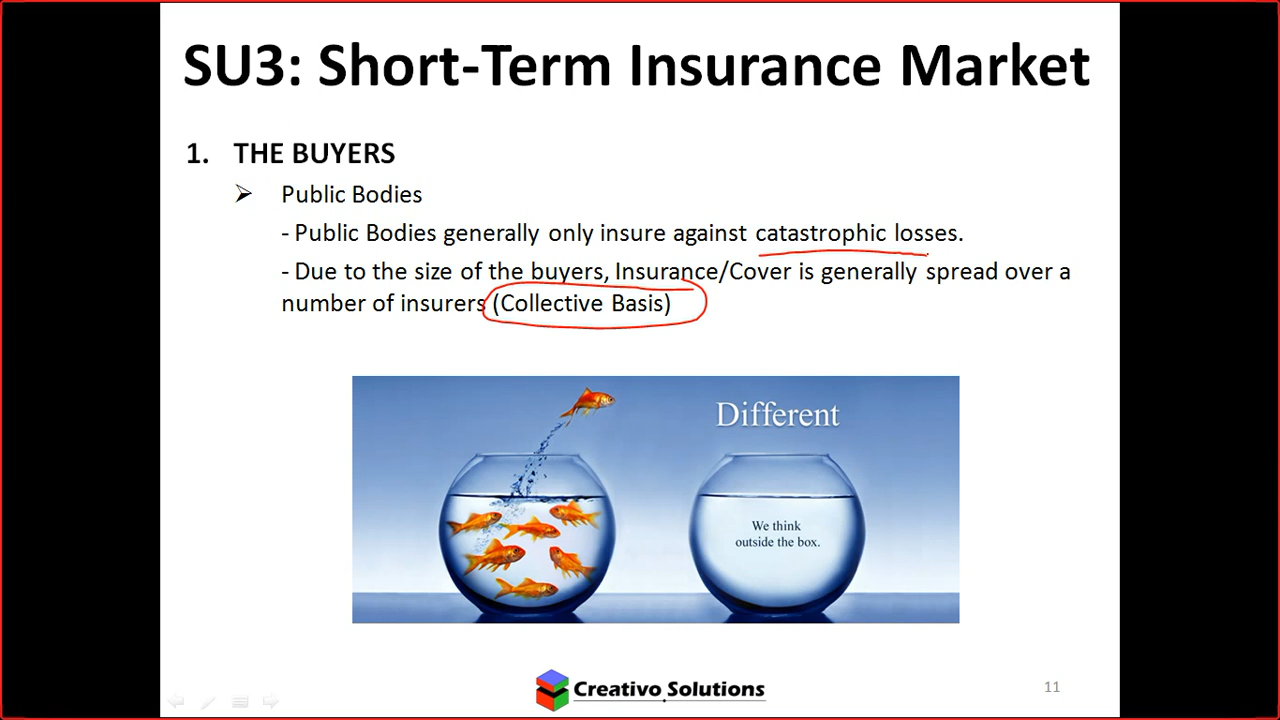 SU3: Short-Term Insurance Market
1. THE BUYERS
Public Bodies
- Public Bodies generally only insure against catastrophic losses.
- Due to the size of the buyers, Insurance/Cover is generally spread over a
number of insurers (Collective Basis)
Different
We think
outside the box.
Creativo Solutions
11